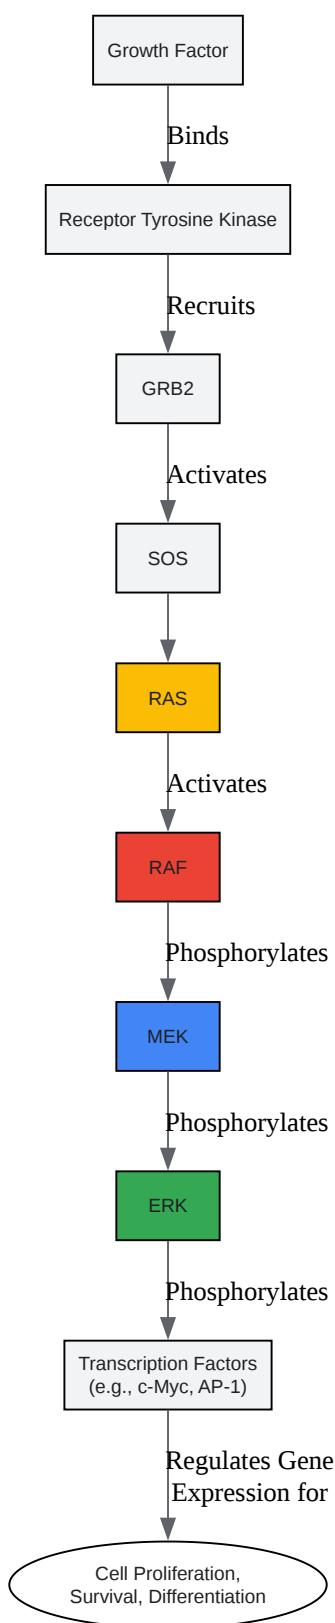 Growth Factor
Binds
Receptor Tyrosine Kinase
Recruits
GRB2
Activates
SOS
RAS
Activates
RAF
Phosphorylates
MEK
Phosphorylates
ERK
Phosphorylates
Transcription Factors
(e.g., c-Myc, AP-1)
Regulates Gene
Expression for
Cell Proliferation,
Survival, Differentiation